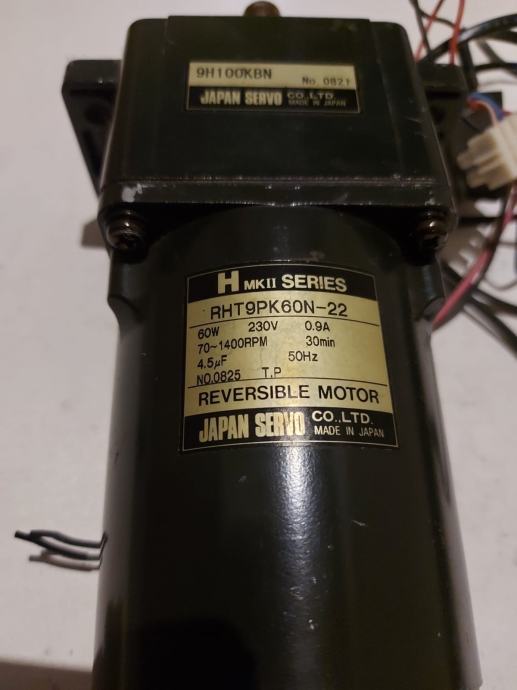 9H100KBN
No. 0821
JAPAN SERVO CO.,LTD.
MADE IN JAPAN
H MKII SERIES
RHT9PK60N-22
60W 230V 0.9A
70~1400RPM 30min
4.5μF 50Hz
NO.0825 T.P
REVERSIBLE MOTOR
JAPAN SERVO CO.,LTD.
MADE IN JAPAN